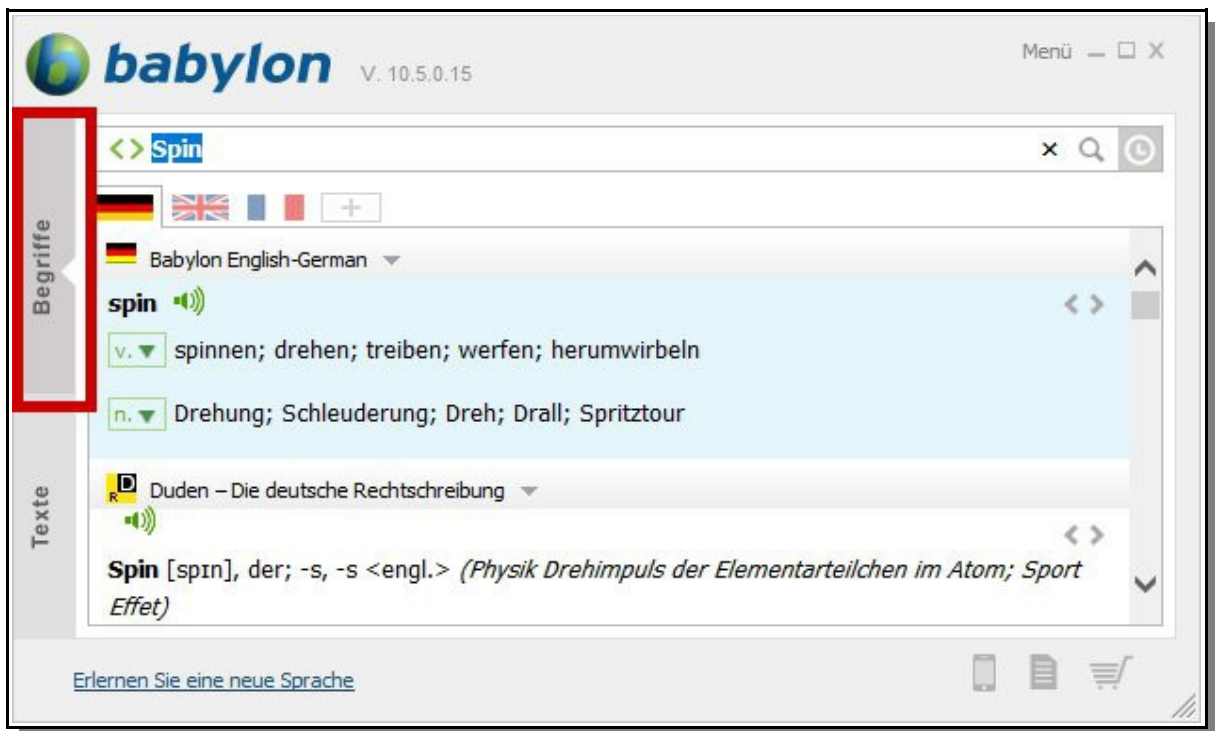 babylon V. 10.5.0.15
Menü
Spin
Begriffe
Babylon English-German
spin
v. spinnen; drehen; treiben; werfen; herumwirbeln
n. Drehung; Schleuderung; Dreh; Drall; Spritztour
Texte
D
R
Duden – Die deutsche Rechtschreibung
Spin [spɪn], der; -s, -s <engl.> (Physik Drehimpuls der Elementarteilchen im Atom; Sport
Effet)
Erlernen Sie eine neue Sprache